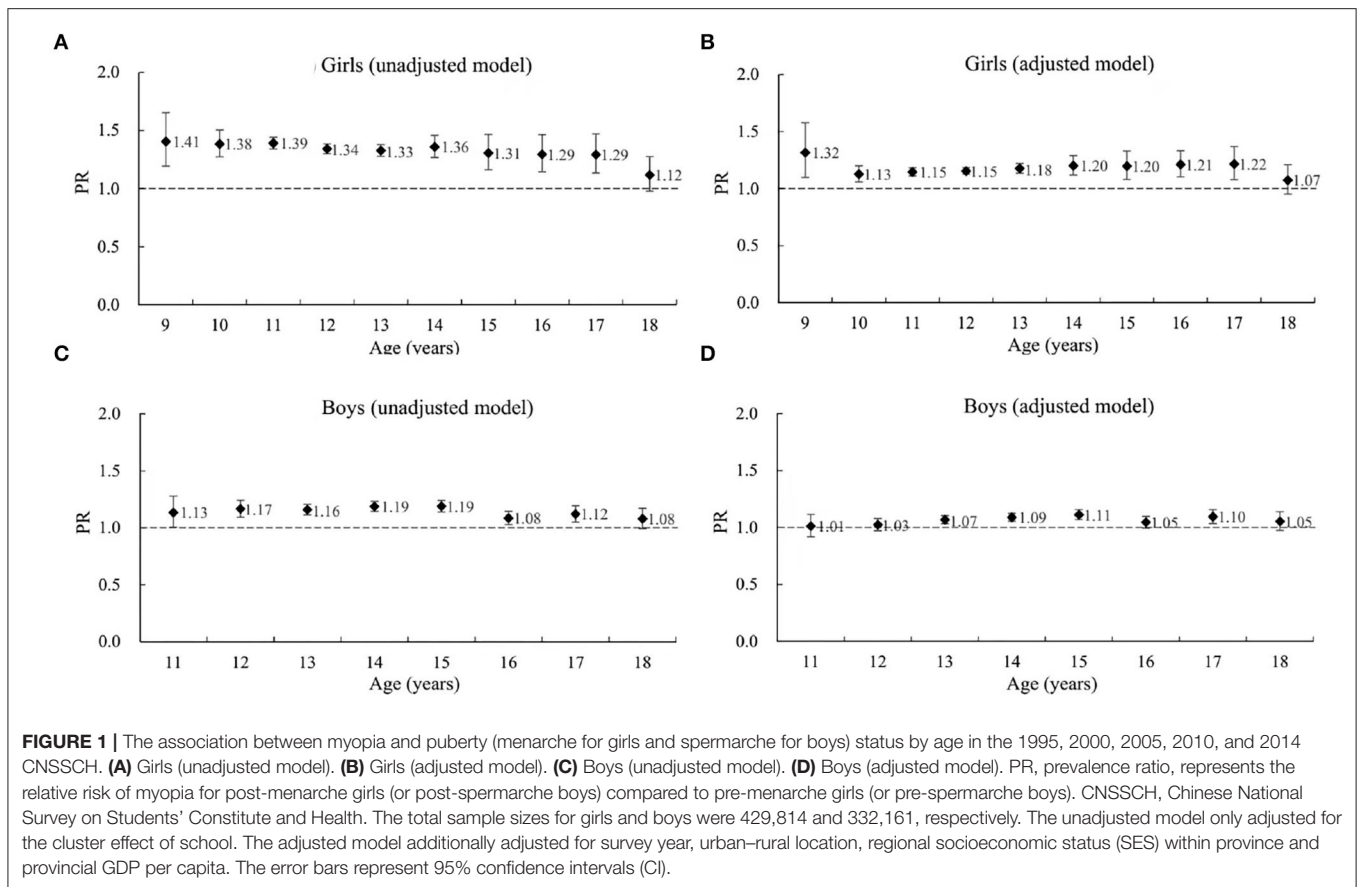 A
) Girls (unadjusted model)
2.0
1.5
1.0
0.5
0.0
PR
1.41
1.38
1.39
1.34
1.33
1.36
1.31
1.29
1.29
1.12
9 10 11 12 13 14 15 16 17 18
Age (years)
B
Girls (adjusted model)
2.0
1.5
1.0
0.5
0.0
PR
1.32
1.13
1.15
1.15
1.18
1.20
1.20
1.21
1.22
1.07
9 10 11 12 13 14 15 16 17 18
Age (years)
C
Boys (unadjusted model)
2.0
1.5
1.0
0.5
0.0
PR
1.13
1.17
1.16
1.19
1.19
1.08
1.12
1.08
11 12 13 14 15 16 17 18
Age (years)
D
Boys (adjusted model)
2.0
1.5
1.0
0.5
0.0
PR
1.01
1.03
1.07
1.09
1.11
1.05
1.10
1.05
11 12 13 14 15 16 17 18
Age (years)
FIGURE 1 | The association between myopia and puberty (menarche for girls and spermarche for boys) status by age in the 1995, 2000, 2005, 2010, and 2014
CNSSCH. (A) Girls (unadjusted model). (B) Girls (adjusted model). (C) Boys (unadjusted model). (D) Boys (adjusted model). PR, prevalence ratio, represents the
relative risk of myopia for post-menarche girls (or post-spermarche boys) compared to pre-menarche girls (or pre-spermarche boys). CNSSCH, Chinese National
Survey on Students' Constitute and Health. The total sample sizes for girls and boys were 429,814 and 332,161, respectively. The unadjusted model only adjusted for
the cluster effect of school. The adjusted model additionally adjusted for survey year, urban–rural location, regional socioeconomic status (SES) within province and
provincial GDP per capita. The error bars represent 95% confidence intervals (CI).